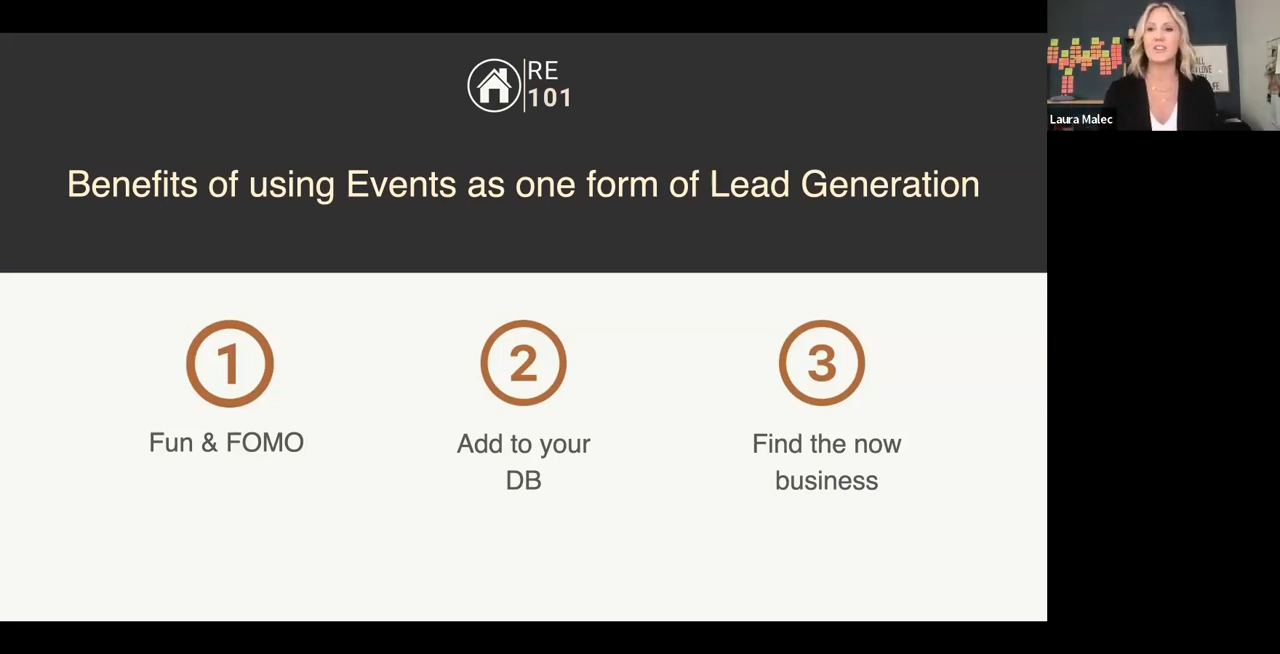 RE
101
Benefits of using Events as one form of Lead Generation
1
Fun & FOMO
2
Add to your
DB
3
Find the now
business
Laura Malec